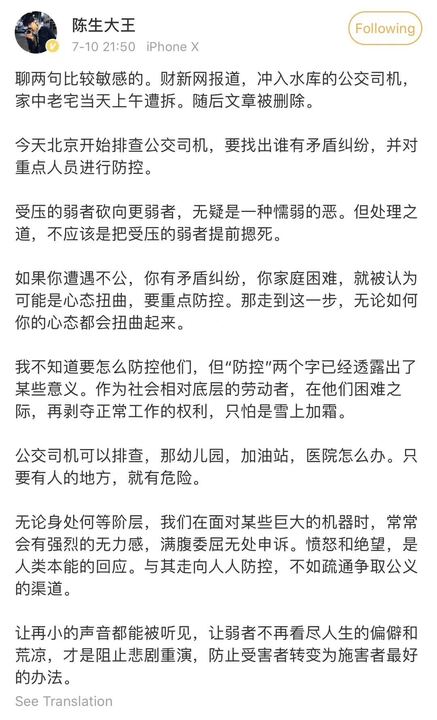 陈生大王
7-10 21:50 iPhone X
Following
聊两句比较敏感的。财新网报道，冲入水库的公交司机，
家中老宅当天上午遭拆。随后文章被删除。
今天北京开始排查公交司机，要找出谁有矛盾纠纷，并对
重点人员进行防控。
受压的弱者砍向更弱者，无疑是一种懦弱的恶。但处理之
道，不应该是把受压的弱者提前摁死。
如果你遭遇不公，你有矛盾纠纷，你家庭困难，就被认为
可能是心态扭曲，要重点防控。那走到这一步，无论如何
你的心态都会扭曲起来。
我不知道要怎么防控他们，但“防控”两个字已经透露出了
某些意义。作为社会相对底层的劳动者，在他们困难之
际，再剥夺正常工作的权利，只怕是雪上加霜。
公交司机可以排查，那幼儿园，加油站，医院怎么办。只
要有人的地方，就有危险。
无论身处何等阶层，我们在面对某些巨大的机器时，常常
会有强烈的无力感，满腹委屈无处申诉。愤怒和绝望，是
人类本能的回应。与其走向人人防控，不如疏通争取公义
的渠道。
让再小的声音都能被听见，让弱者不再看尽人生的偏僻和
荒凉，才是阻止悲剧重演，防止受害者转变为施害者最好
的办法。
See Translation